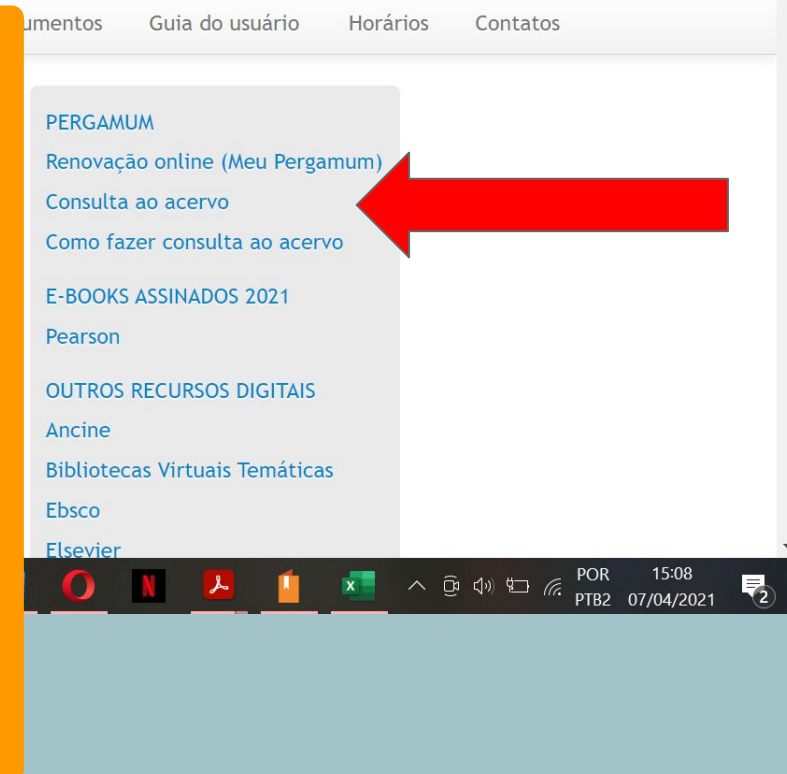 umentos Guia do usuário Horários Contatos
PERGAMUM
Renovação online (Meu Pergamum)
Consulta ao acervo
Como fazer consulta ao acervo
E-BOOKS ASSINADOS 2021
Pearson
OUTROS RECURSOS DIGITAIS
Ancine
Bibliotecas Virtuais Temáticas
Ebsco
Elsevier
POR 15:08
PTB2 07/04/2021
2